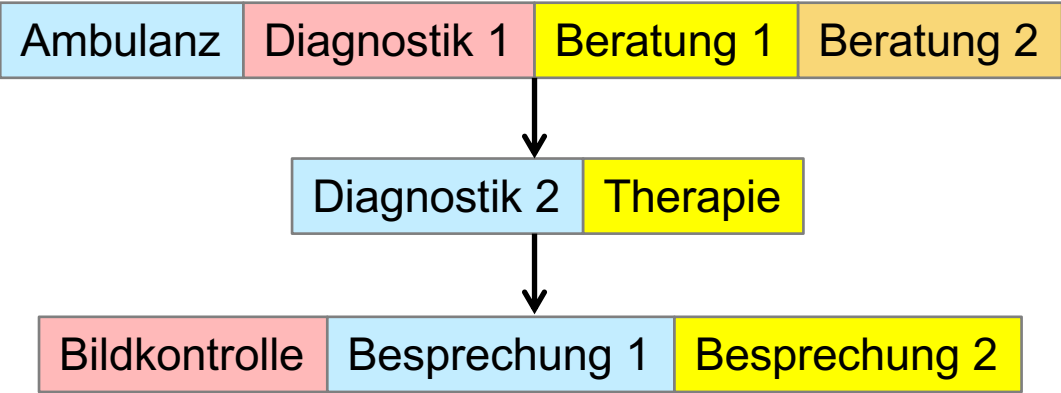 Ambulanz Diagnostik 1 Beratung 1 Beratung 2
Diagnostik 2 Therapie
Bildkontrolle Besprechung 1 Besprechung 2